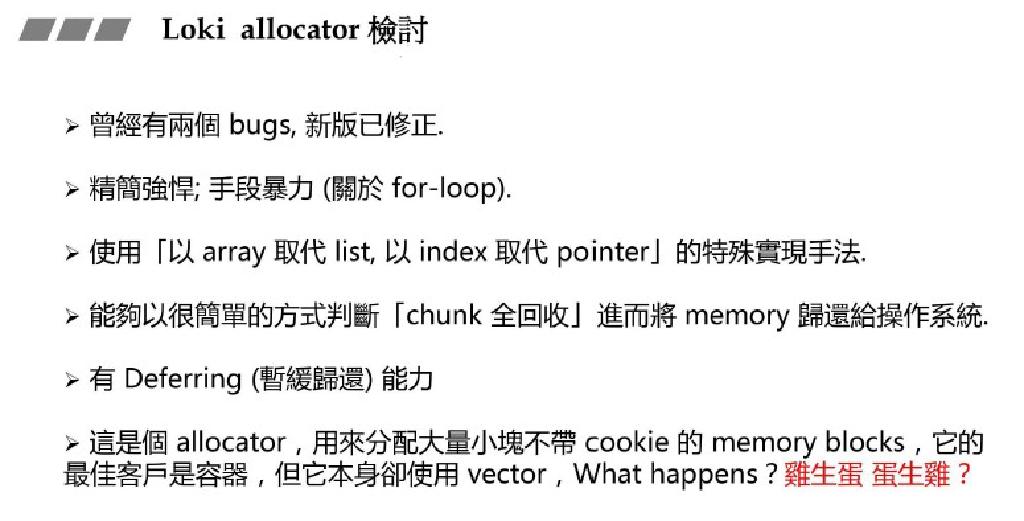 Loki allocator 檢討
➢ 曾經有兩個 bugs, 新版已修正.
➢ 精簡強悍; 手段暴力 (關於 for-loop).
➢ 使用「以 array 取代 list, 以 index 取代 pointer」的特殊實現手法.
➢ 能夠以很簡單的方式判斷「chunk 全回收」進而將 memory 歸還給操作系統.
➢ 有 Deferring (暫緩歸還) 能力
➢ 這是個 allocator，用來分配大量小塊不帶 cookie 的 memory blocks，它的
最佳客戶是容器，但它本身卻使用 vector，What happens？雞生蛋 蛋生雞？